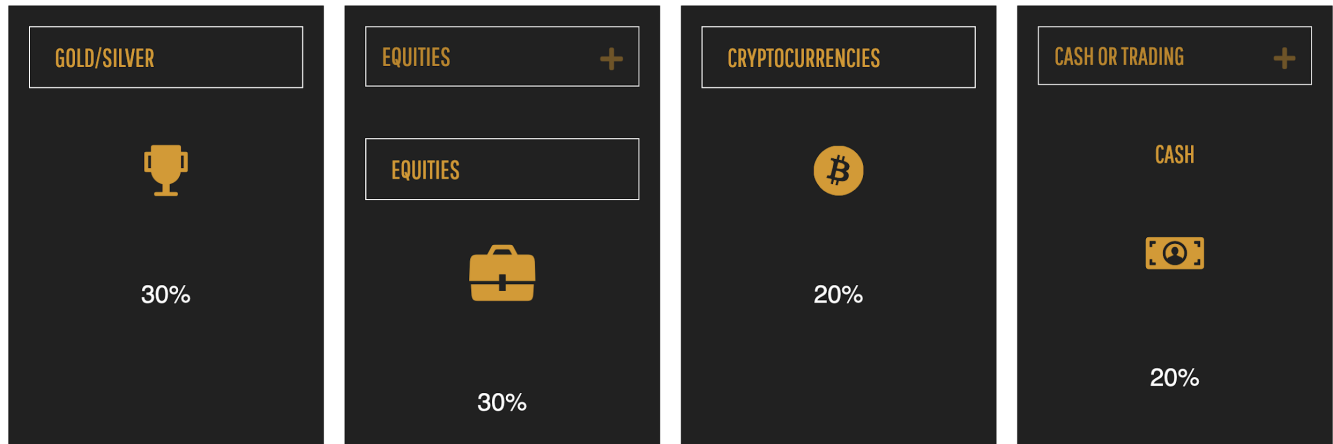 GOLD/SILVER
30%
EQUITIES +
EQUITIES
30%
CRYPTOCURRENCIES
20%
CASH OR TRADING +
CASH
20%